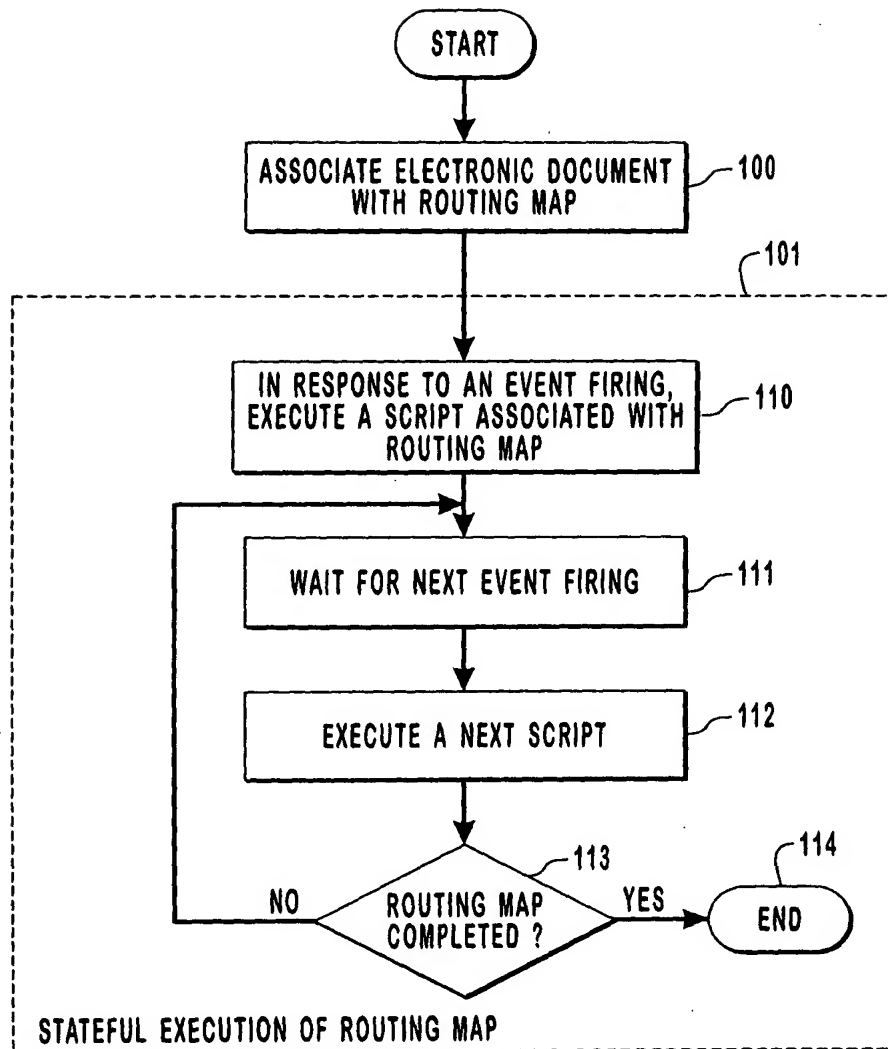 START
ASSOCIATE ELECTRONIC DOCUMENT
WITH ROUTING MAP
100
101
IN RESPONSE TO AN EVENT FIRING,
EXECUTE A SCRIPT ASSOCIATED WITH
ROUTING MAP
110
WAIT FOR NEXT EVENT FIRING
111
EXECUTE A NEXT SCRIPT
112
113
114
NO
ROUTING MAP
COMPLETED ?
YES
END
STATEFUL EXECUTION OF ROUTING MAP